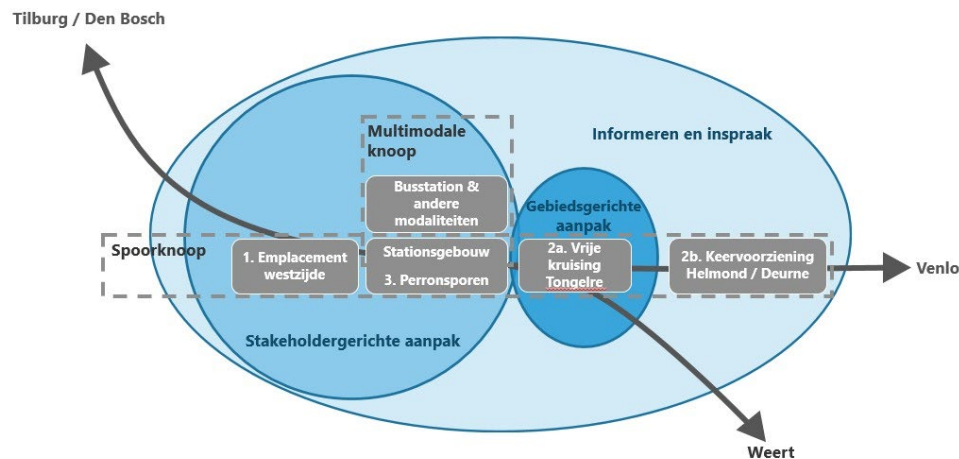 Tilburg / Den Bosch
Multimodale
knoop
Informeren en inspraak
Busstation &
andere
modaliteiten
Gebiedsgerichte
aanpak
Spoorknoop
1. Emplacement
westzijde
Stationsgebouw
3. Perronsporen
2a. Vrije
kruising
Tongelre
2b. Keervoorziening
Helmond / Deurne
Venlo
Stakeholdergerichte aanpak
Weert